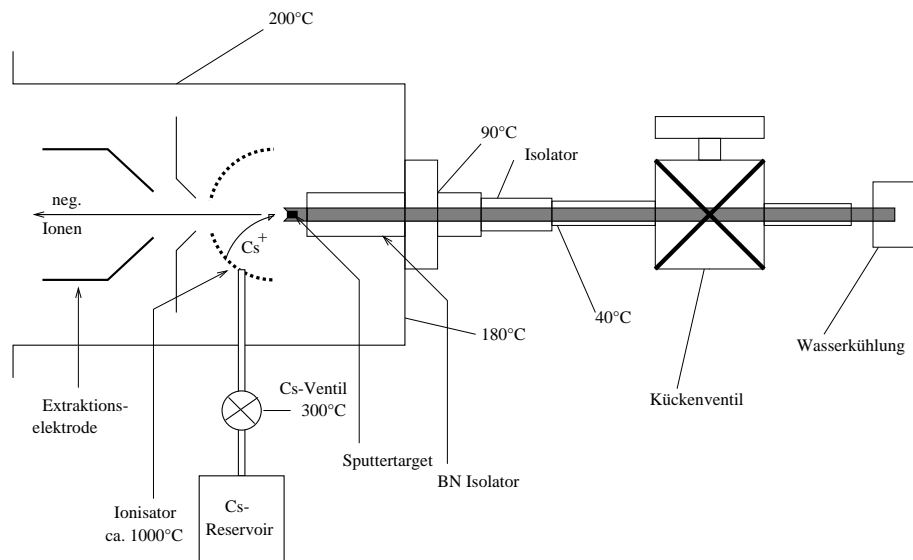 200°C
90°C
Isolator
neg.
Ionen
Cs+
40°C
180°C
Wasserkühlung
Cs-Ventil
300°C
Kückenventil
Extraktions-
elektrode
Sputtertarget
BN Isolator
Ionisator
ca. 1000°C
Cs-
Reservoir